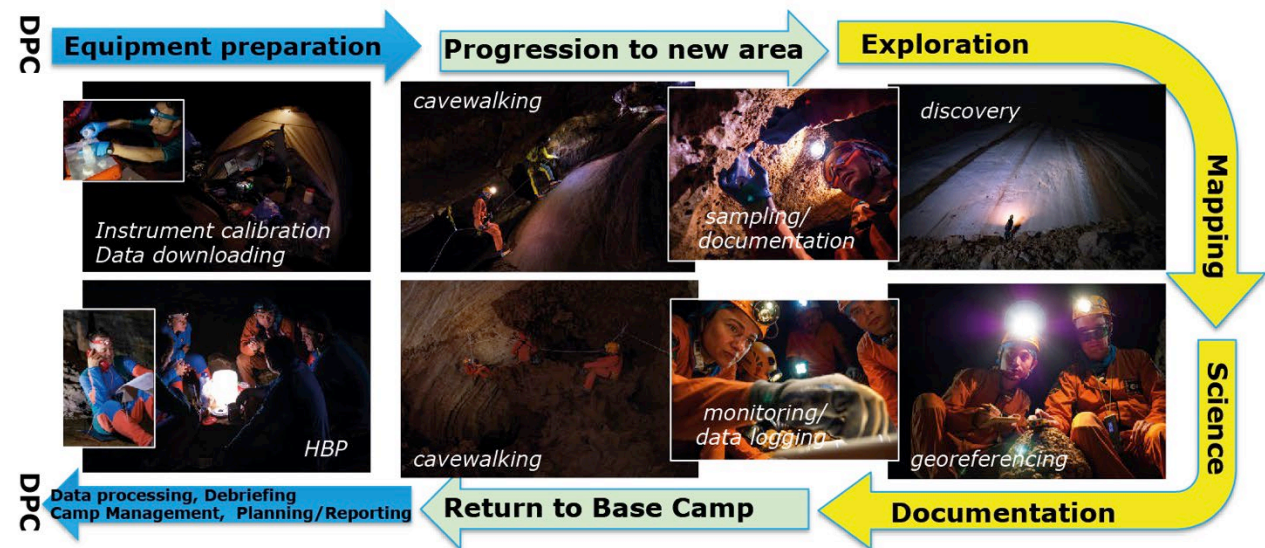 DPC
Equipment preparation
Progression to new area
Exploration
Mapping
Instrument calibration
Data downloading
cavewalking
sampling/
documentation
discovery
HBP
cavewalking
monitoring/
data logging
georeferencing
Science
Documentation
Return to Base Camp
Data processing, Debriefing
Camp Management, Planning/Reporting
DPC